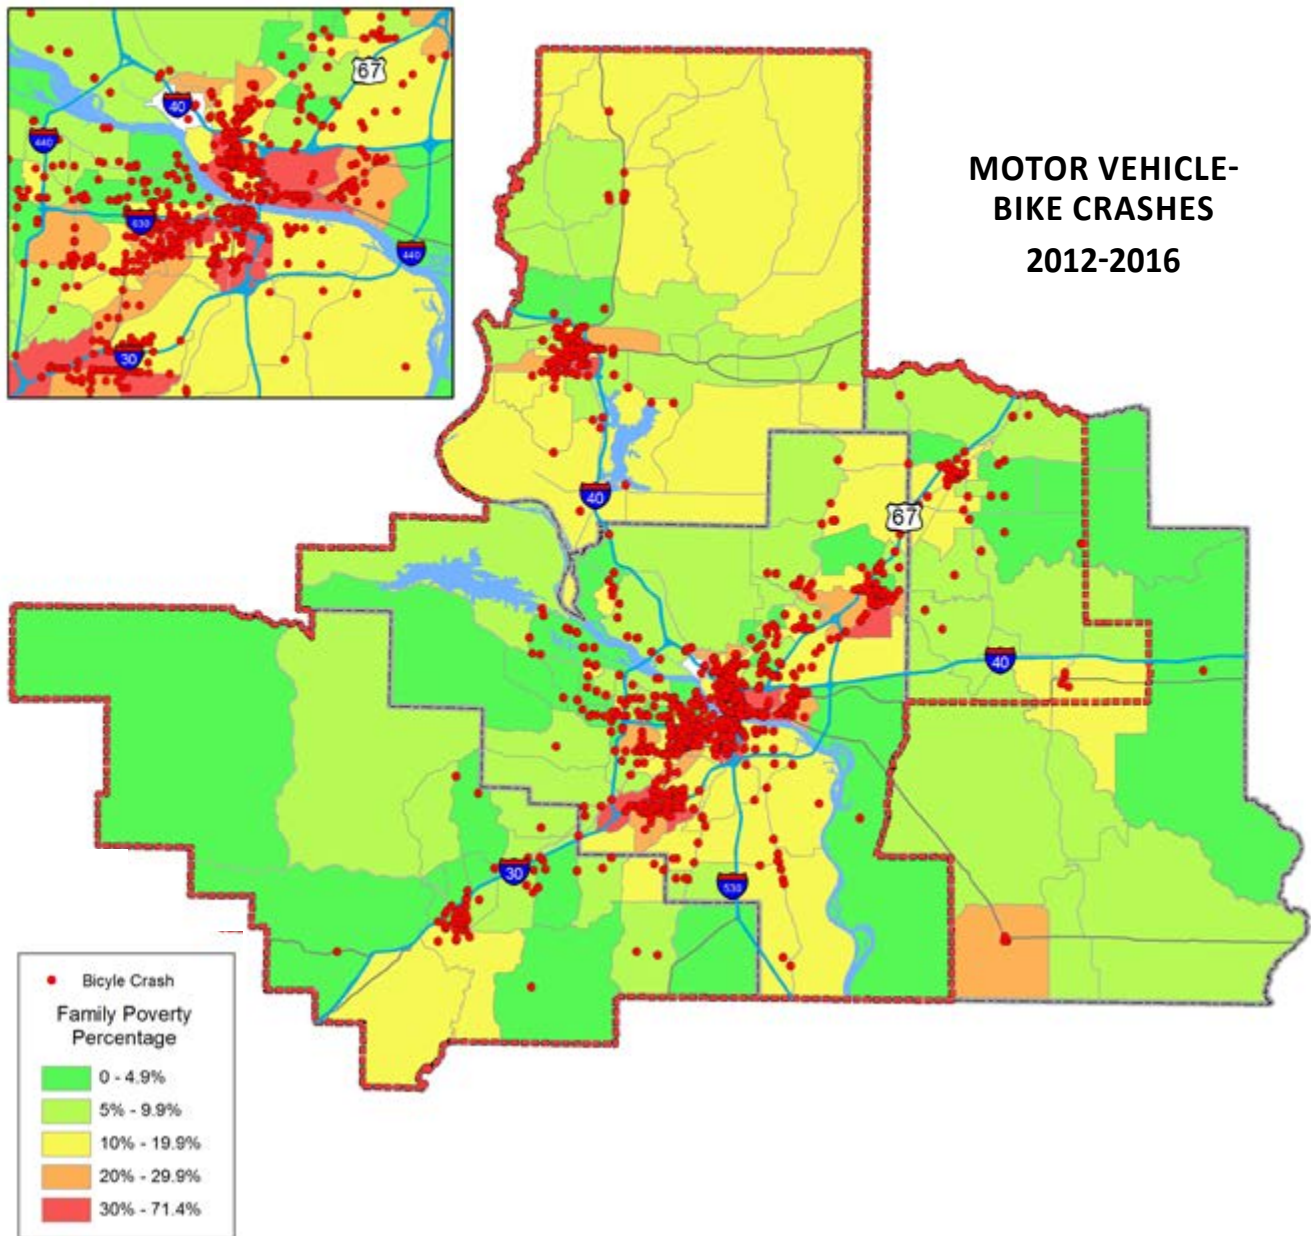 67
40
440
630
440
30
MOTOR VEHICLE-
BIKE CRASHES
2012-2016
40
67
40
30
530
Bicyle Crash
Family Poverty
Percentage
0 - 4.9%
5% - 9.9%
10% - 19.9%
20% - 29.9%
30% - 71.4%